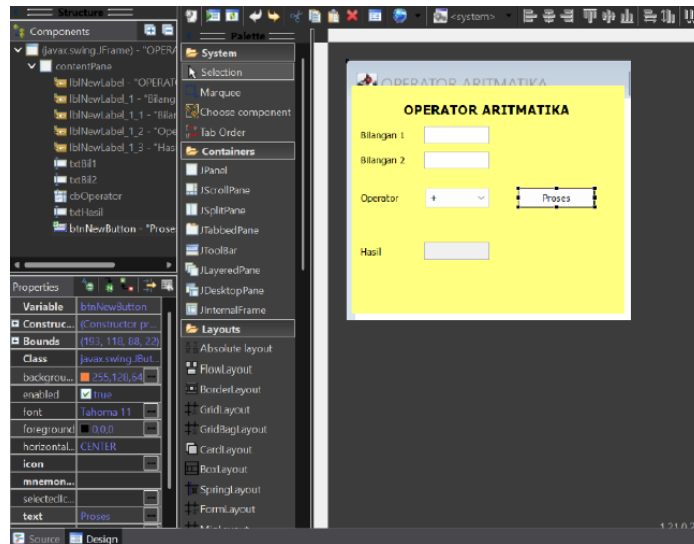 Structure
Components
(javax.swing.JFrame) - "OPERA
contentPane
lblNewLabel - "OPERAT
lblNewLabel_1 - "Bilang
lblNewLabel_1_1 - "Bilar
lblNewLabel_1_2 - "Ope
lblNewLabel_1_3 - "Has
txtBil1
txtBil2
cbOperator
txtHasil
btnNewButton - "Prose
Properties
Variable btnNewButton
Construc... (Constructor pr...
Bounds (193, 118, 88, 22)
Class javax.swing.JBut...
backgrou... 255,128,64
enabled true
font Tahoma 11
foreground 0,0,0
horizontal... CENTER
icon
mnemon...
selectedIc...
text Proses
Source Design
Palette
System
Selection
Marquee
Choose component
Tab Order
Containers
JPanel
JScrollPane
JSplitPane
JTabbedPane
JToolBar
JLayeredPane
JDesktopPane
JInternalFrame
Layouts
Absolute layout
FlowLayout
BorderLayout
GridLayout
GridBagLayout
CardLayout
BoxLayout
SpringLayout
FormLayout
<system>
OPERATOR ARITMATIKA
OPERATOR ARITMATIKA
Bilangan 1
Bilangan 2
Operator + Proses
Hasil